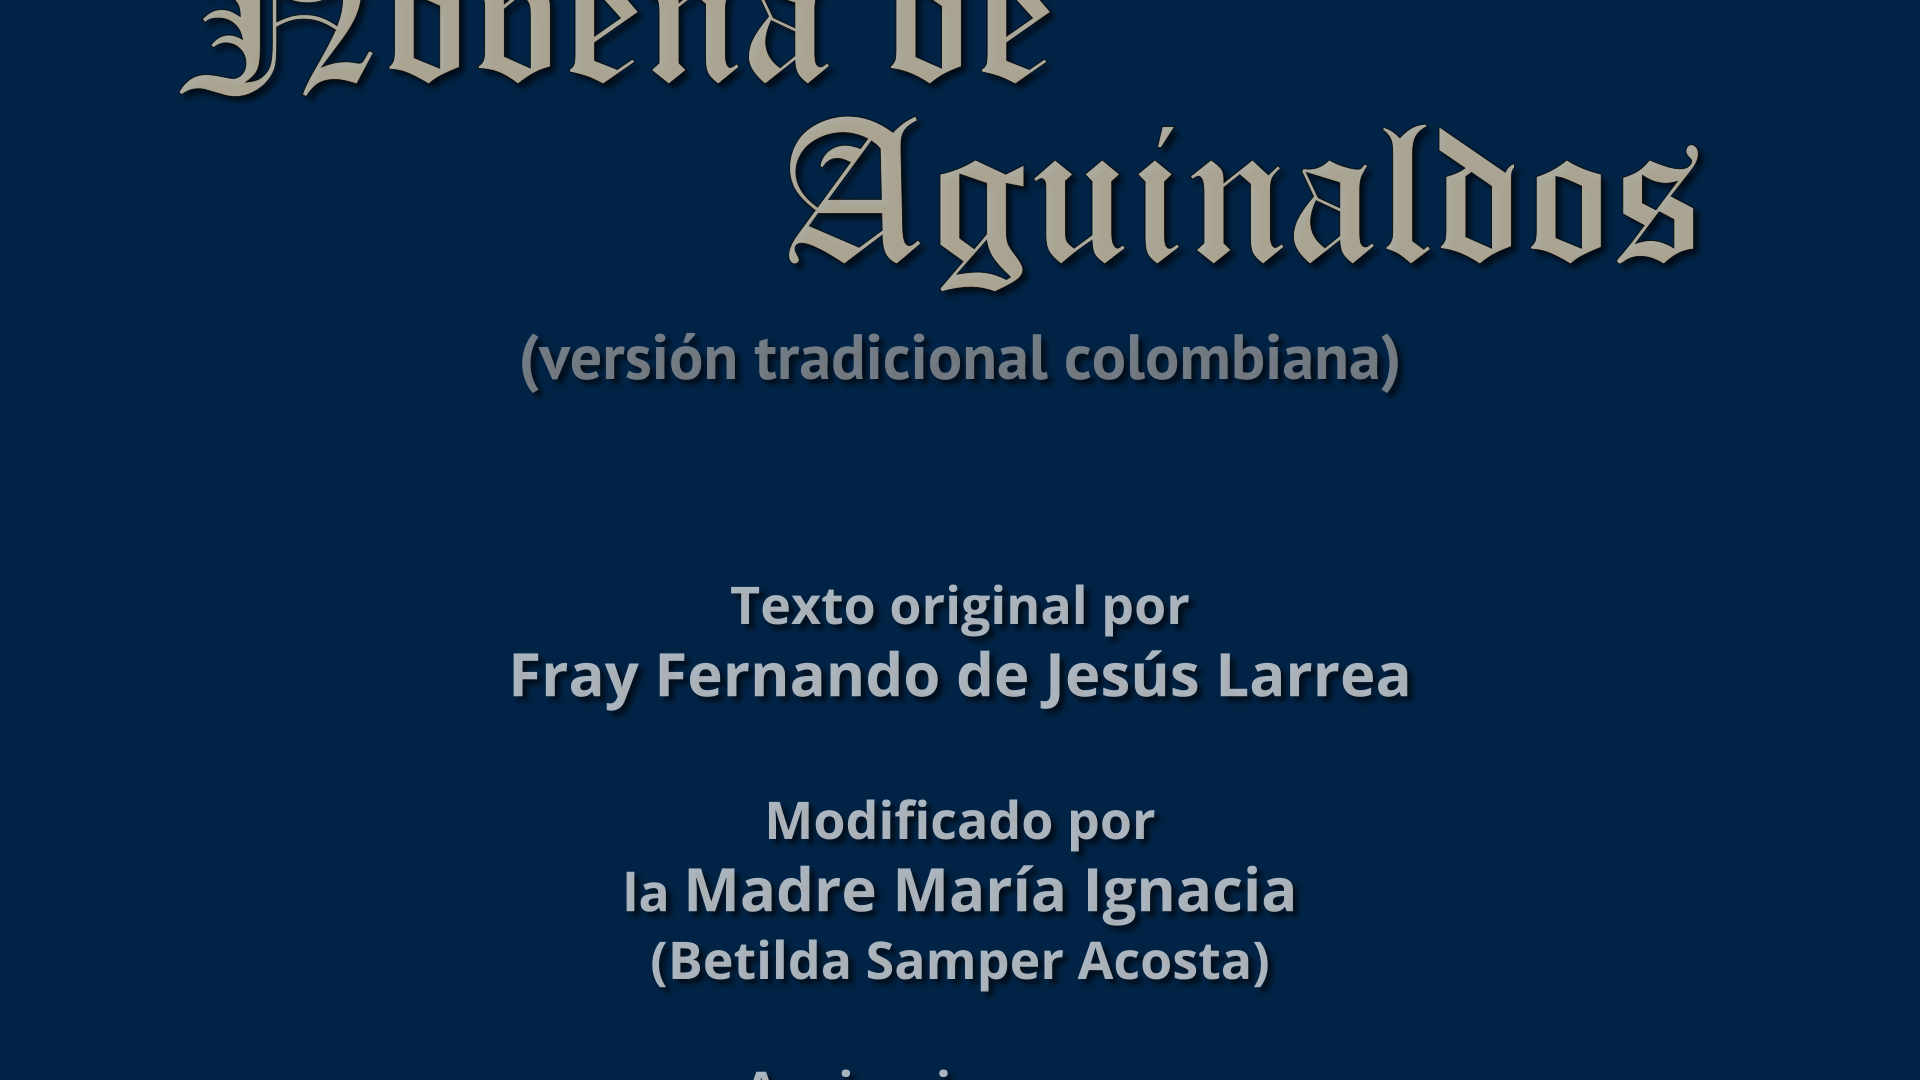 Novena de
Aguinaldos
(versión tradicional colombiana)
Texto original por
Fray Fernando de Jesús Larrea
Modificado por
la Madre María Ignacia
(Betilda Samper Acosta)